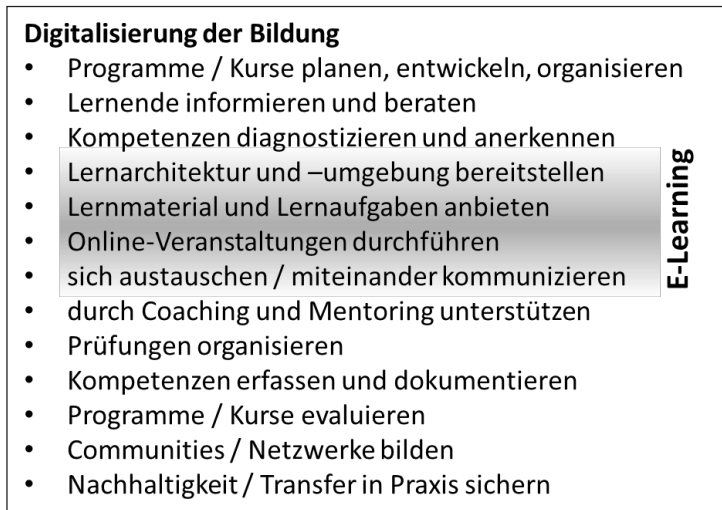 Digitalisierung der Bildung
• Programme / Kurse planen, entwickeln, organisieren
• Lernende informieren und beraten
• Kompetenzen diagnostizieren und anerkennen
• Lernarchitektur und –umgebung bereitstellen
• Lernmaterial und Lernaufgaben anbieten
• Online-Veranstaltungen durchführen
• sich austauschen / miteinander kommunizieren
• durch Coaching und Mentoring unterstützen
• Prüfungen organisieren
• Kompetenzen erfassen und dokumentieren
• Programme / Kurse evaluieren
• Communities / Netzwerke bilden
• Nachhaltigkeit / Transfer in Praxis sichern
E-Learning